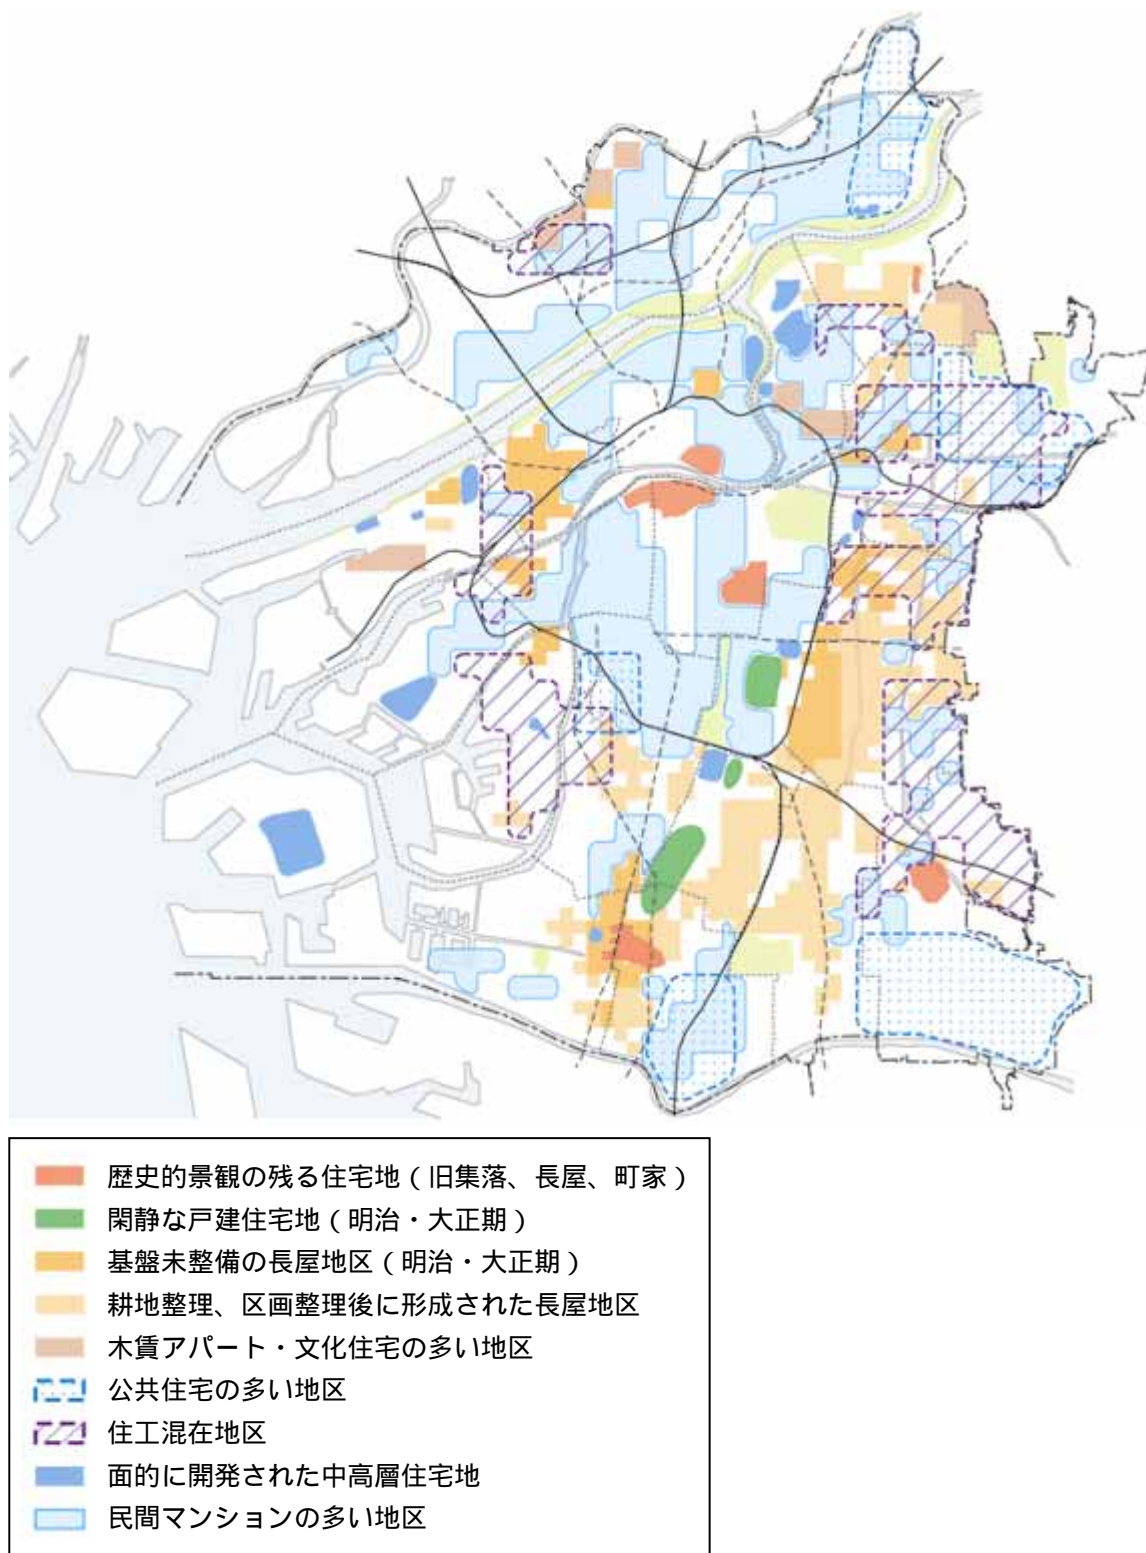 歴史的景観の残る住宅地（旧集落、長屋、町家）
閑静な戸建住宅地（明治・大正期）
基盤未整備の長屋地区（明治・大正期）
耕地整理、区画整理後に形成された長屋地区
木賃アパート・文化住宅の多い地区
公共住宅の多い地区
住工混在地区
面的に開発された中高層住宅地
民間マンションの多い地区